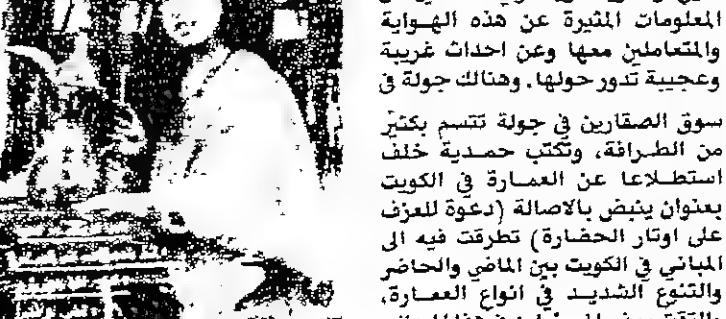 المعلومات المثيرة عن هذه الهواية
والمتعاملين معها وعن احداث غريبة
وعجيبة تدور حولها. وهنالك جولة في
سوق الصقارين في جولة تتسم بكثير
من الطرافة، وتكتب حمدية خلف
استطلاعا عن العمارة في الكويت
بعنوان ينبض بالاصالة (دعوة للعزف
على اوتار الحضارة) تطرقت فيه الى
المباني في الكويت بين الماضي والحاضر
والتنوع الشديد في انواع العمارة،